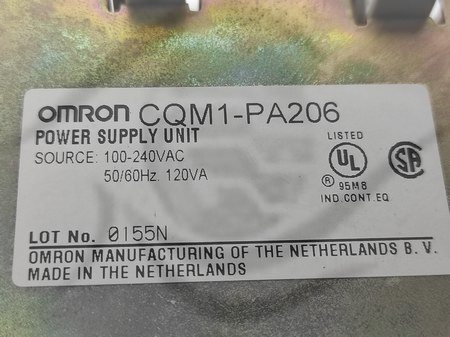 OMRON CQM1-PA206
POWER SUPPLY UNIT
SOURCE: 100-240VAC
50/60Hz. 120VA
LISTED
UL
SA
® 95M8
IND. CONT. EQ
LOT No. 0155N
OMRON MANUFACTURING OF THE NETHERLANDS B. V.
MADE IN THE NETHERLANDS